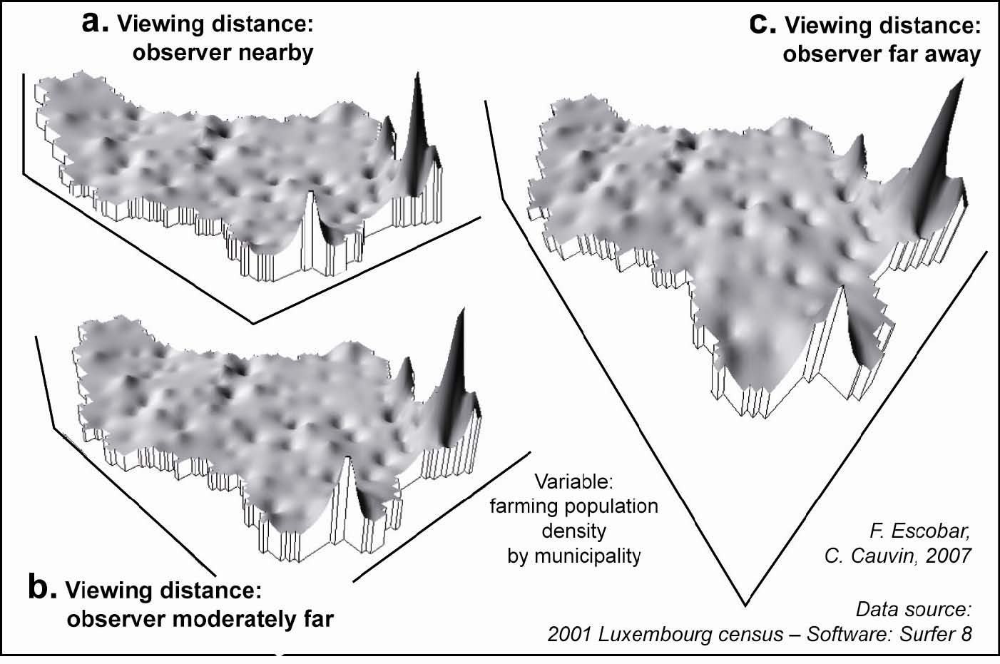 a. Viewing distance:
observer nearby
c. Viewing distance:
observer far away
Variable:
farming population
density
by municipality
F. Escobar,
C. Cauvin, 2007
b. Viewing distance:
observer moderately far
Data source:
2001 Luxembourg census – Software: Surfer 8